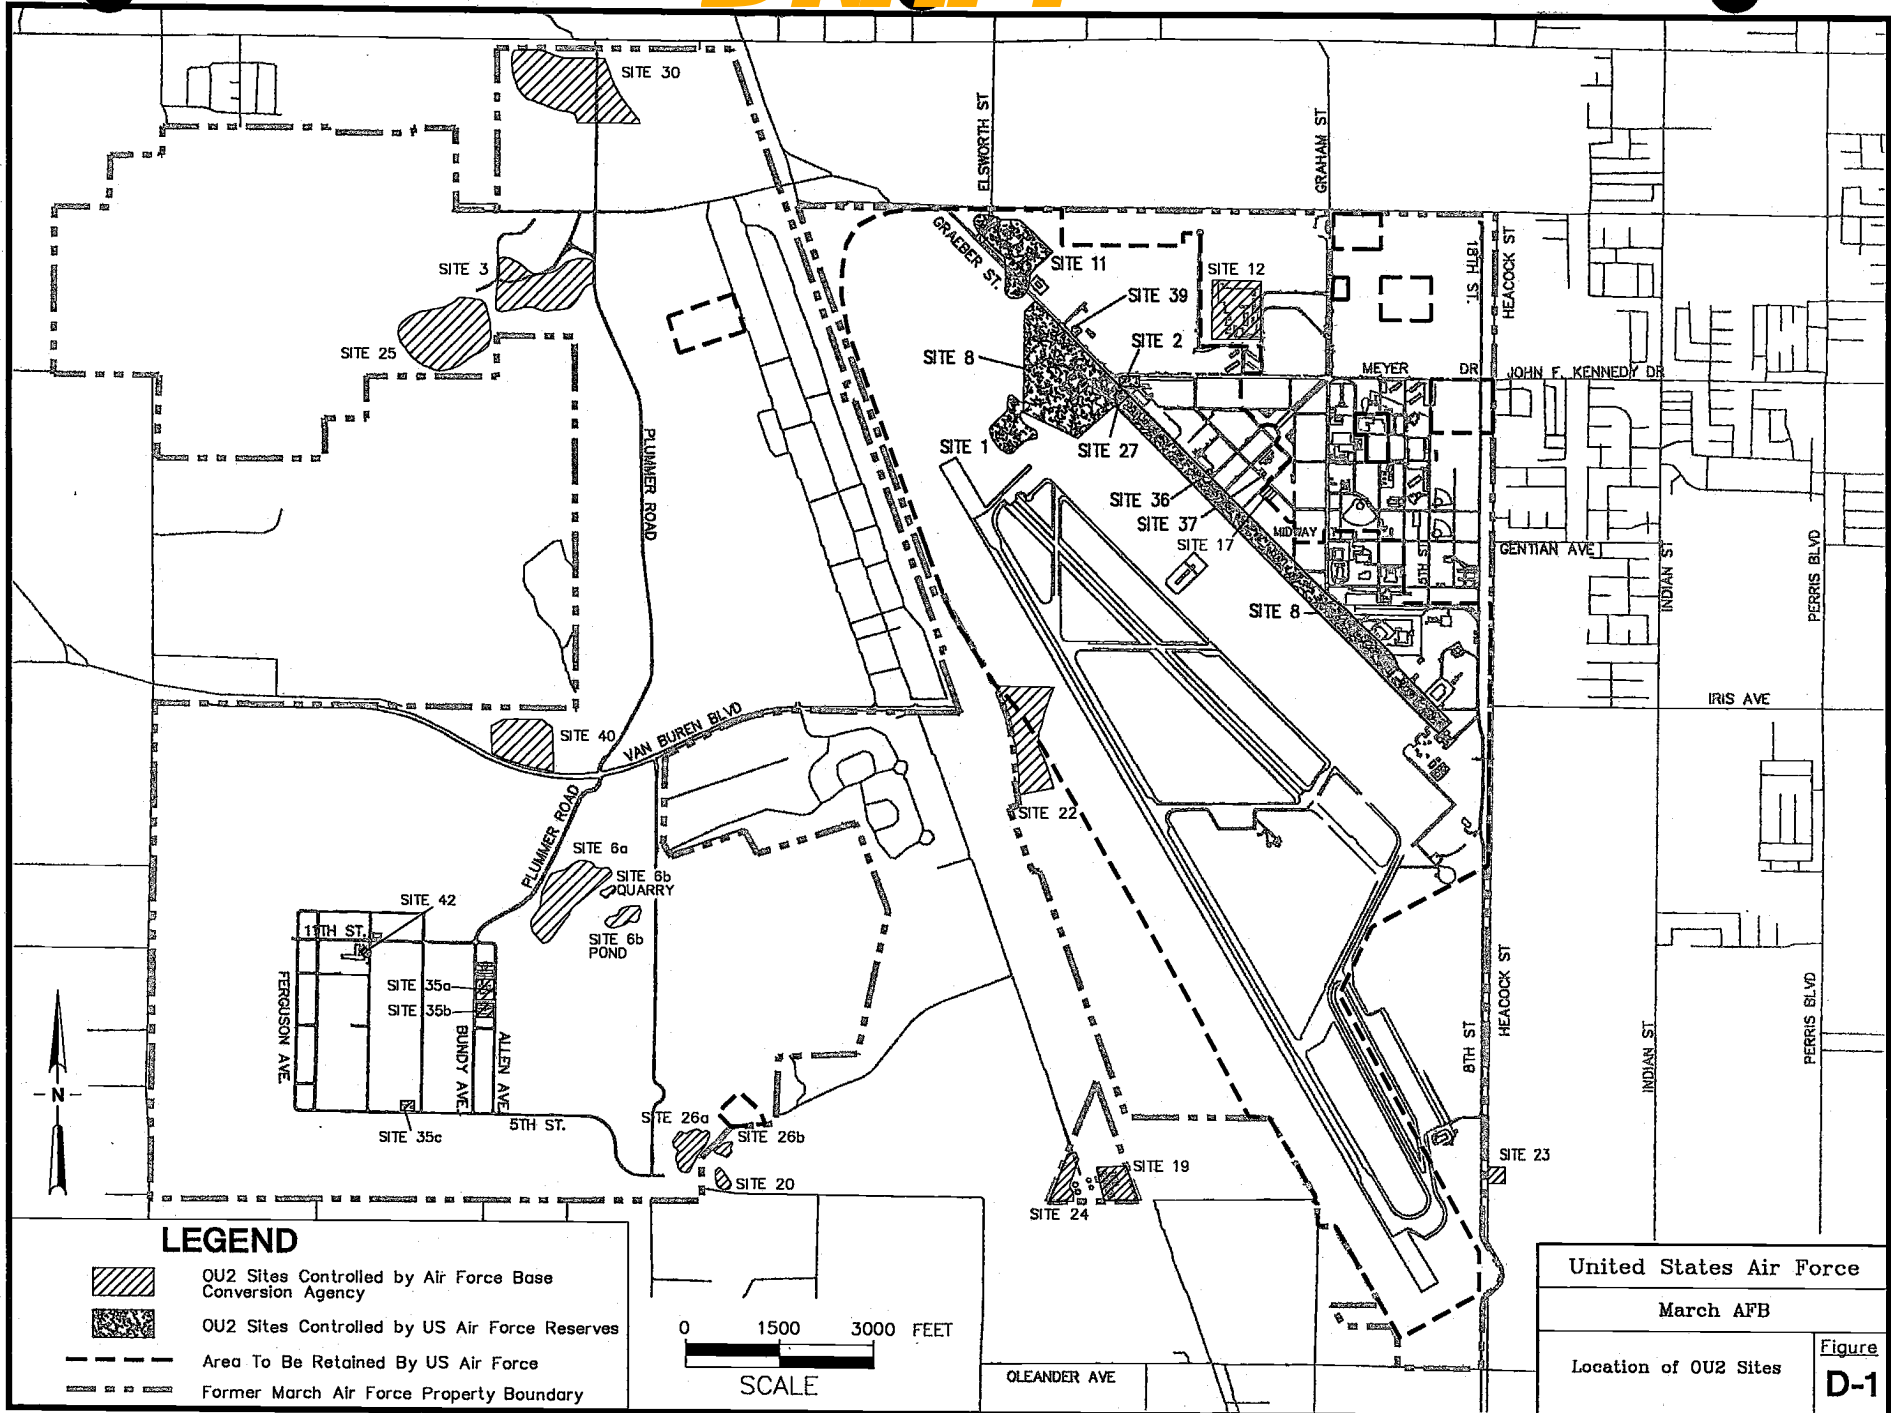 SITE 30
ELSWORTH ST
GRAHAM ST
GRAEBER ST.
18TH ST.
HEACOCK ST
SITE 3
SITE 11
SITE 12
SITE 39
SITE 25
SITE 8
SITE 2
MEYER
DR
JOHN F. KENNEDY DR
PLUMMER ROAD
SITE 1
SITE 27
SITE 36
SITE 37
MIDWAY
SITE 17
5TH ST
GENTIAN AVE
INDIAN ST
PERRIS BLVD
SITE 8
IRIS AVE
SITE 40
VAN BUREN BLVD
SITE 22
PLUMMER ROAD
SITE 6a
SITE 6b
QUARRY
SITE 42
11TH ST.
SITE 6b
POND
FERGUSON AVE.
SITE 35a
SITE 35b
BUNDY AVE.
ALLEN AVE
8TH ST
HEACOCK ST
INDIAN ST
PERRIS BLVD
N
SITE 35c
5TH ST.
SITE 26a
SITE 26b
SITE 20
SITE 19
SITE 24
SITE 23
LEGEND
OU2 Sites Controlled by Air Force Base
Conversion Agency
OU2 Sites Controlled by US Air Force Reserves
Area To Be Retained By US Air Force
Former March Air Force Property Boundary
0 1500 3000 FEET
SCALE
OLEANDER AVE
United States Air Force
March AFB
Location of OU2 Sites
Figure
D-1